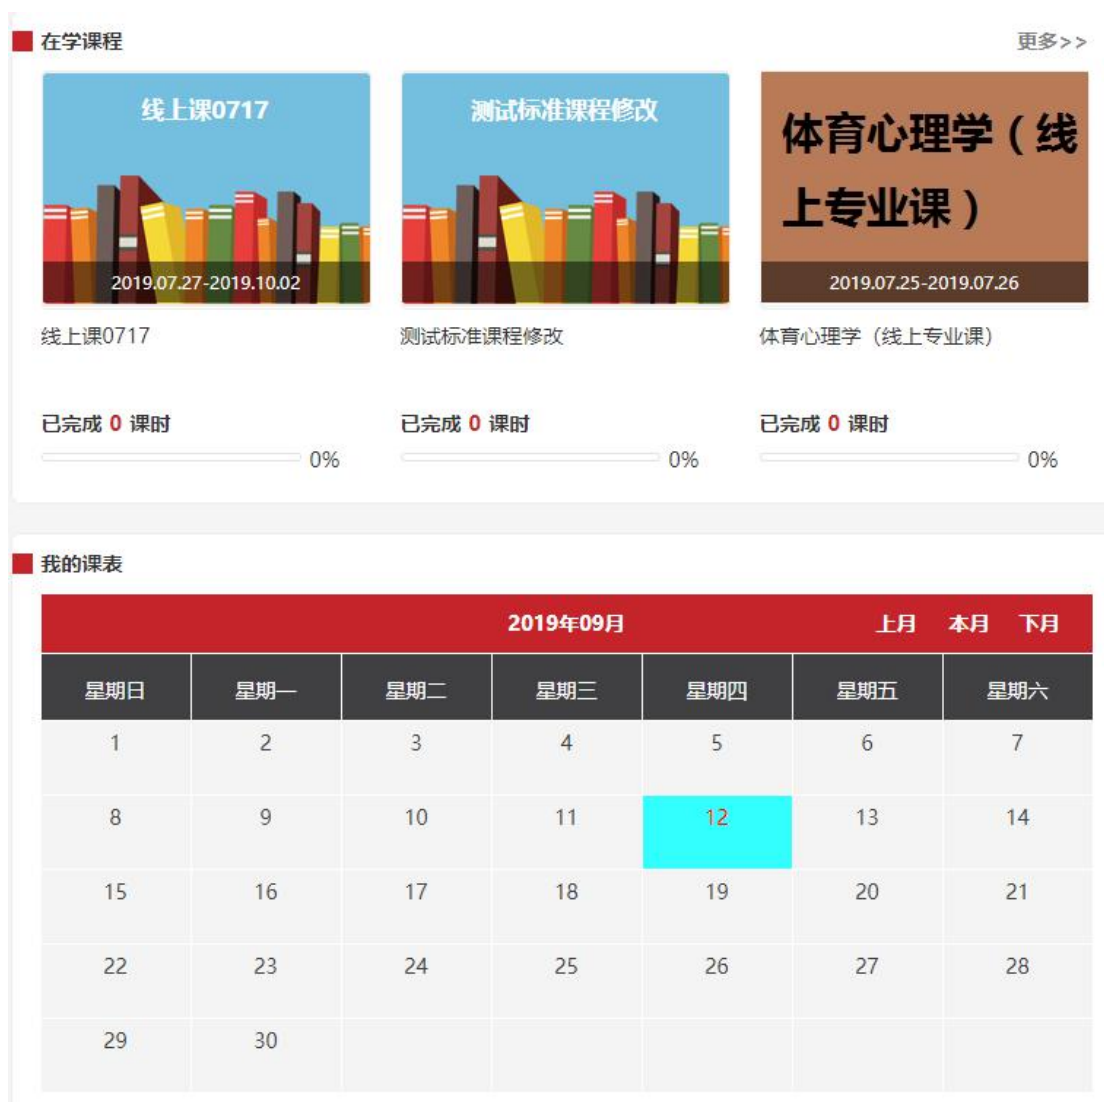 在学课程 更多>>
线上课0717 测试标准课程修改 体育心理学（线
上专业课）
2019.07.27-2019.10.02 2019.07.25-2019.07.26
线上课0717 测试标准课程修改 体育心理学（线上专业课）
已完成 0 课时 已完成 0 课时 已完成 0 课时
0% 0% 0%
我的课表
2019年09月 上月 本月 下月
星期日 星期一 星期二 星期三 星期四 星期五 星期六
1 2 3 4 5 6 7
8 9 10 11 12 13 14
15 16 17 18 19 20 21
22 23 24 25 26 27 28
29 30